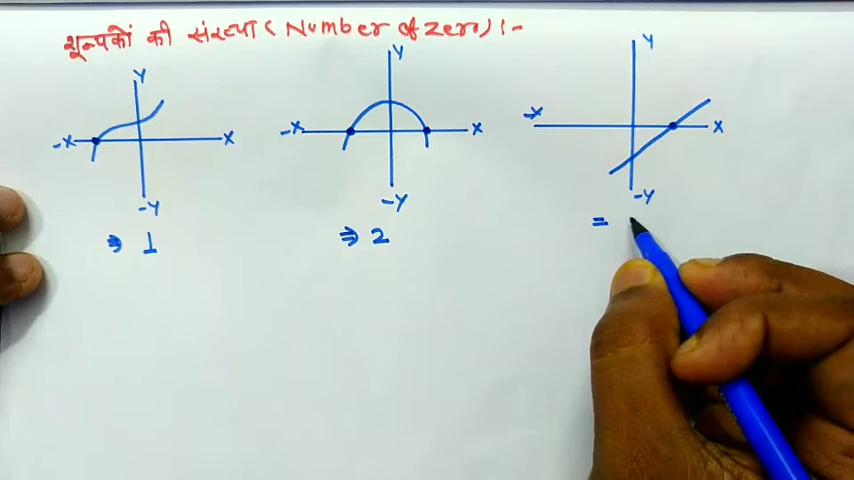 शून्यकों की संख्या ( Number of zero) :-
Y
-X X
-Y
⇒ 1
Y
-X X
-Y
⇒ 2
Y
-X X
-Y
=